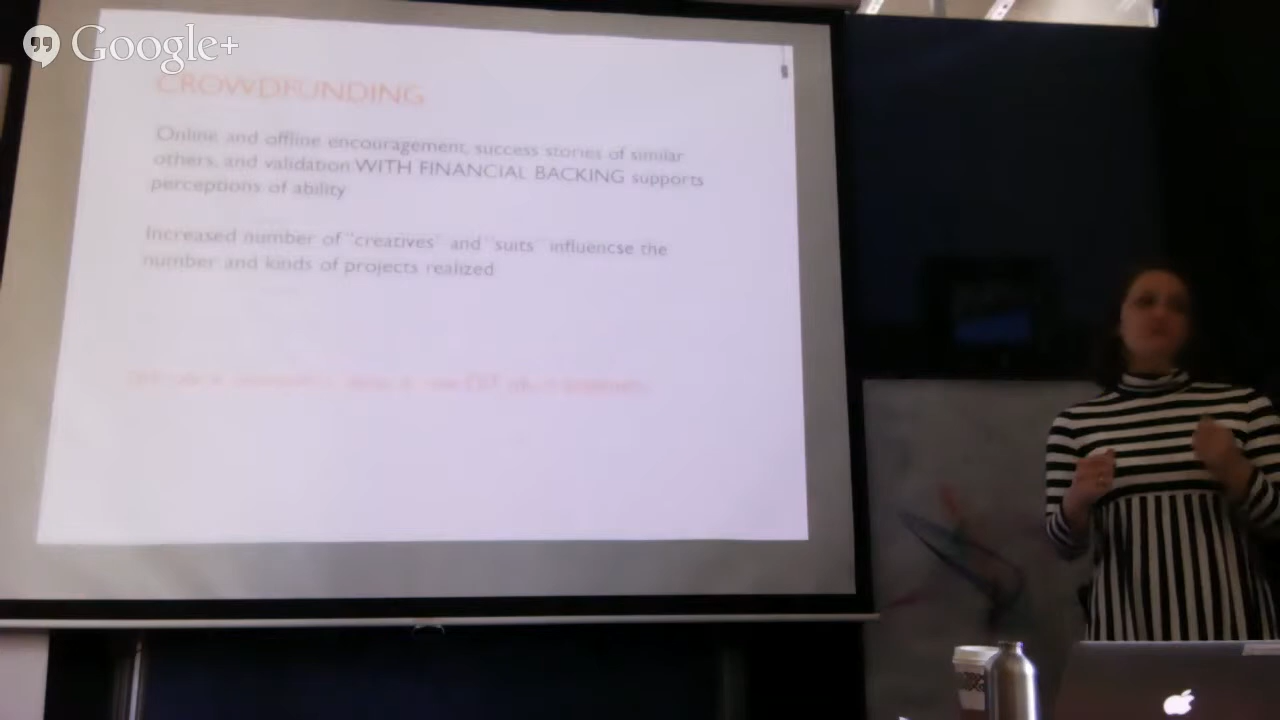 Google+
CROWDFUNDING
Online and offline encouragement, success stories of similar
others, and validation WITH FINANCIAL BACKING supports
perceptions of ability
Increased number of "creatives" and "suits" influencse the
number and kinds of projects realized